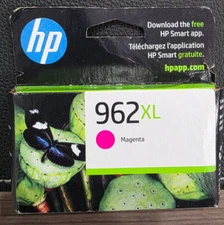 hp
Download the free
HP Smart app.
Téléchargez l'application
HP Smart gratuite.
hpapp.com
962XL
Magenta